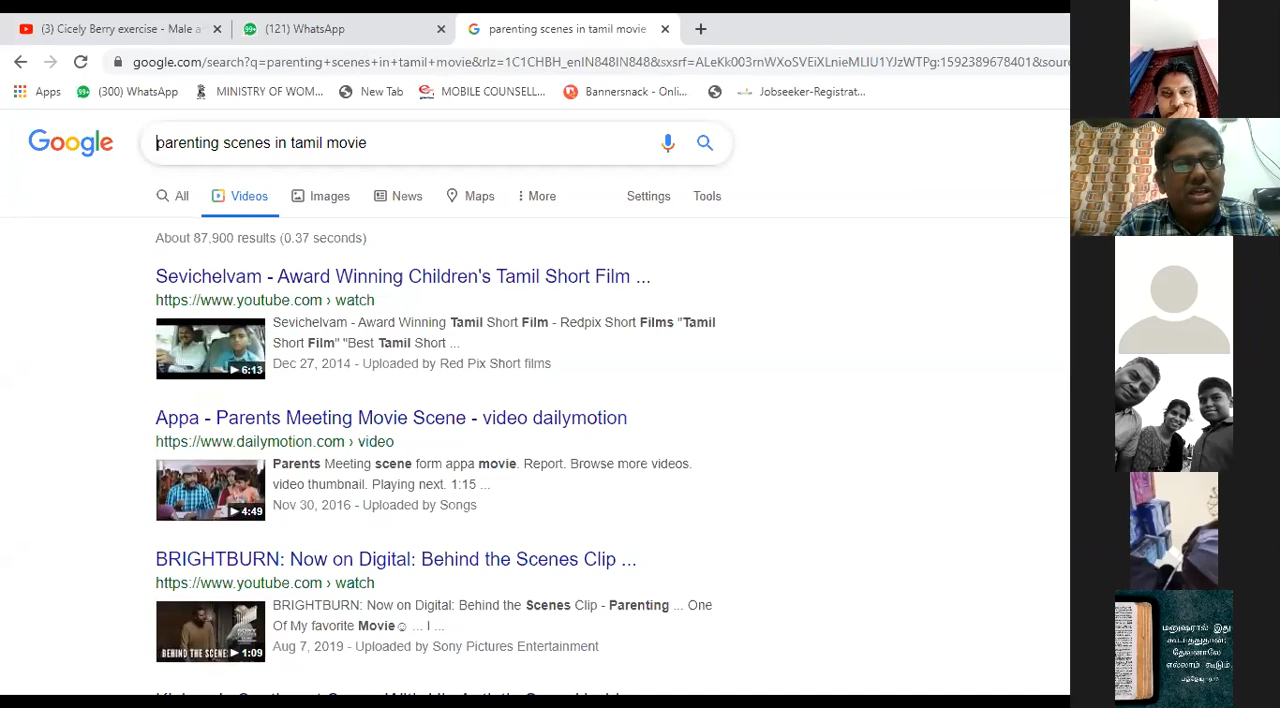 (3) Cicely Berry exercise - Male a
(121) WhatsApp
parenting scenes in tamil movie
google.com/search?q=parenting+scenes+in+tamil+movie&rlz=1C1CHBH_enIN848IN848&sxsrf=ALeKk003rnWXoSVEiXLnieMLIU1YJzWTPg:1592389678401&sourc
Apps
(300) WhatsApp
MINISTRY OF WOM...
New Tab
MOBILE COUNSELL...
Bannersnack - Onli...
Jobseeker-Registrat...
Google
parenting scenes in tamil movie
All
Videos
Images
News
Maps
More
Settings
Tools
About 87,900 results (0.37 seconds)
Sevichelvam - Award Winning Children's Tamil Short Film ...
https://www.youtube.com › watch
Sevichelvam - Award Winning Tamil Short Film - Redpix Short Films "Tamil
Short Film" "Best Tamil Short ...
6:13
Dec 27, 2014 - Uploaded by Red Pix Short films
Appa - Parents Meeting Movie Scene - video dailymotion
https://www.dailymotion.com › video
Parents Meeting scene form appa movie. Report. Browse more videos.
video thumbnail. Playing next. 1:15 ...
4:49
Nov 30, 2016 - Uploaded by Songs
BRIGHTBURN: Now on Digital: Behind the Scenes Clip ...
https://www.youtube.com › watch
BRIGHTBURN: Now on Digital: Behind the Scenes Clip - Parenting ... One
Of My favorite Movie☺ ...I ...
BEHIND THE SCENE
1:09
Aug 7, 2019 - Uploaded by Sony Pictures Entertainment
மனுஷரால் இது
கூடாததுதான்;
தேவனாலே
எல்லாம் கூடும்